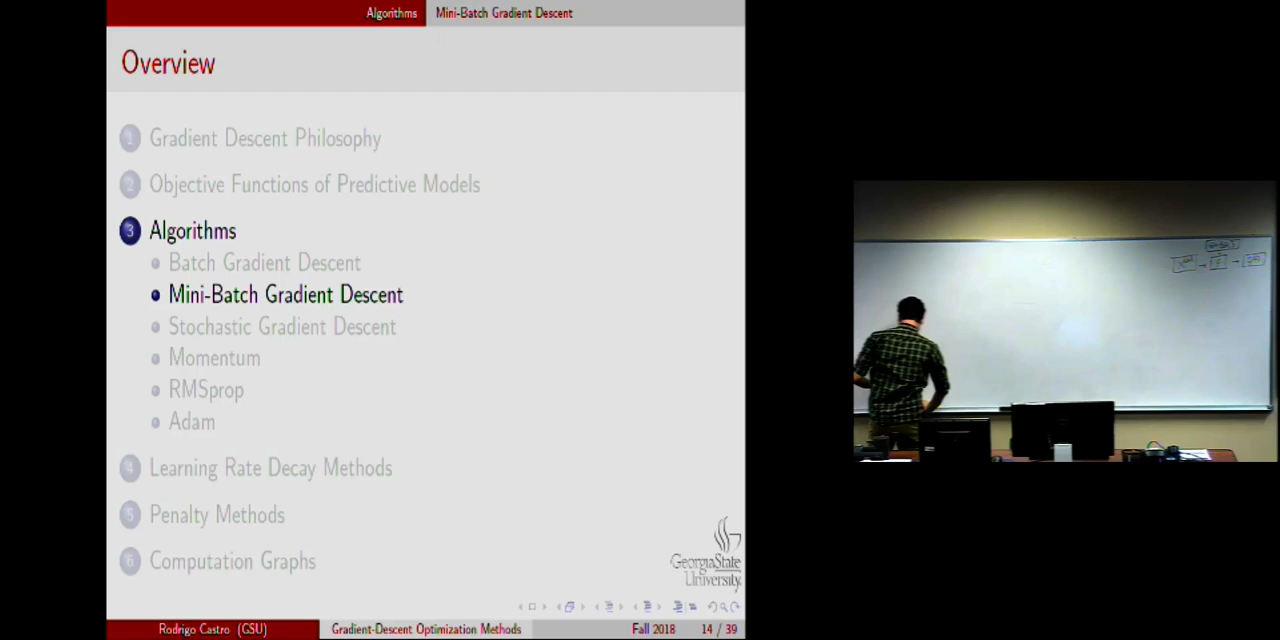 Algorithms Mini-Batch Gradient Descent
Overview
1 Gradient Descent Philosophy
2 Objective Functions of Predictive Models
3 Algorithms
Batch Gradient Descent
Mini-Batch Gradient Descent
Stochastic Gradient Descent
Momentum
RMSprop
Adam
4 Learning Rate Decay Methods
5 Penalty Methods
6 Computation Graphs
GeorgiaState
University
Rodrigo Castro (GSU) Gradient-Descent Optimization Methods Fall 2018 14 / 39